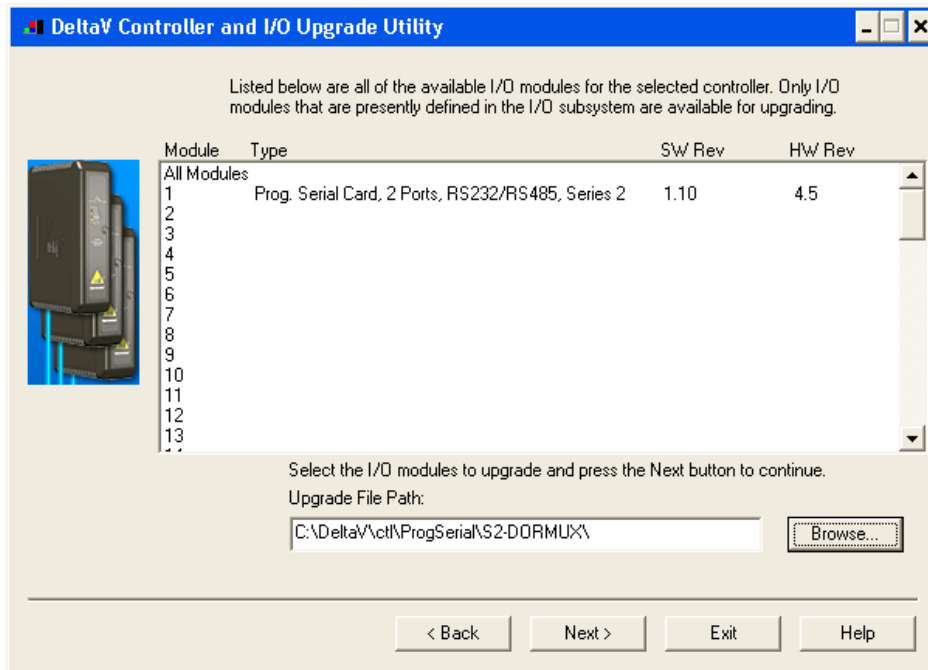 DeltaV Controller and I/O Upgrade Utility
Listed below are all of the available I/O modules for the selected controller. Only I/O
modules that are presently defined in the I/O subsystem are available for upgrading.
Module Type SW Rev HW Rev
All Modules
1 Prog. Serial Card, 2 Ports, RS232/RS485, Series 2 1.10 4.5
2
3
4
5
6
7
8
9
10
11
12
13
Select the I/O modules to upgrade and press the Next button to continue.
Upgrade File Path:
C:\DeltaV\ctl\ProgSerial\S2-DORMUX\
Browse...
< Back Next > Exit Help